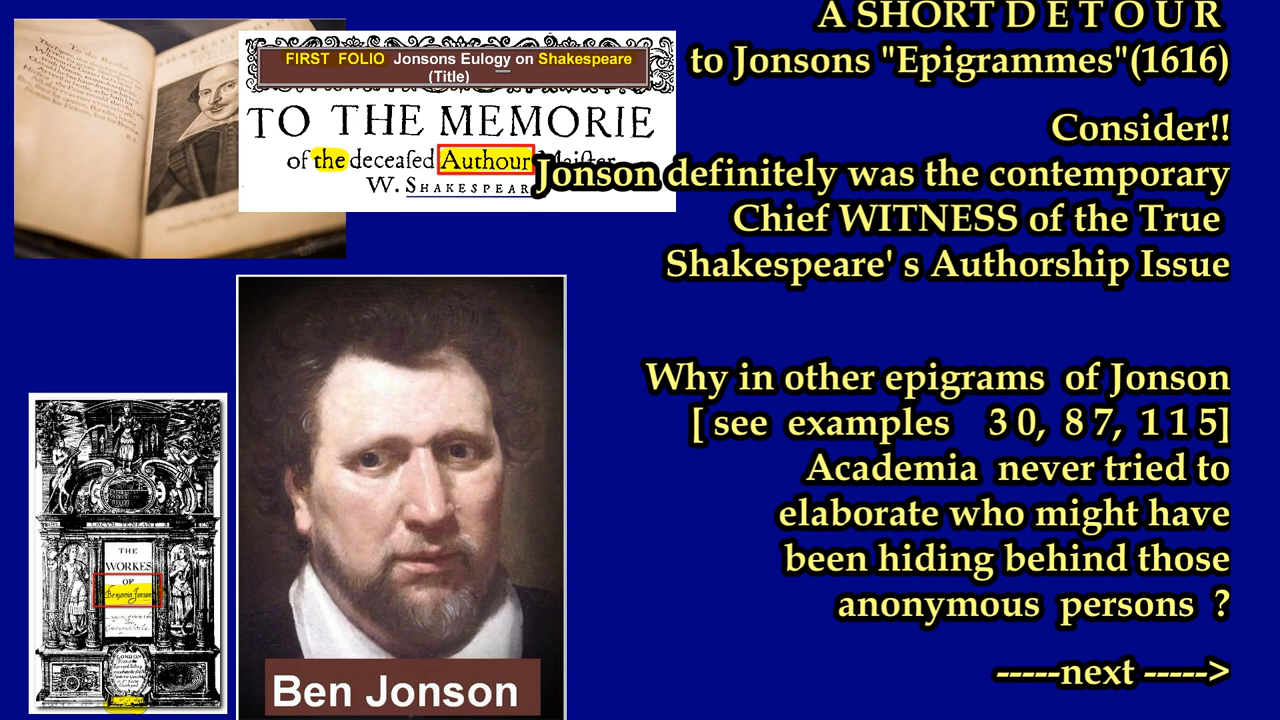 A SHORT D E T O U R
to Jonsons "Epigrammes"(1616)
Consider!!
Jonson definitely was the contemporary
Chief WITNESS of the True
Shakespeare' s Authorship Issue
Why in other epigrams of Jonson
[ see examples 3 0, 8 7, 1 1 5]
Academia never tried to
elaborate who might have
been hiding behind those
anonymous persons ?
-----next ----->
FIRST FOLIO Jonsons Eulogy on Shakespeare
(Title)
TO THE MEMORIE
of the deceaſed Authour Maiſter
W. SHAKESPEAR
THE
WORKES
OF
Beniamin Jonson
LONDON
Ben Jonson